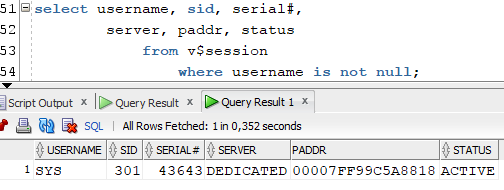 51 select username, sid, serial#,
52 server, paddr, status
53 from v$session
54 where username is not null;
Script Output × Query Result × Query Result 1 ×
SQL | All Rows Fetched: 1 in 0,352 seconds
USERNAME SID SERIAL# SERVER PADDR STATUS
1 SYS 301 43643 DEDICATED 00007FF99C5A8818 ACTIVE